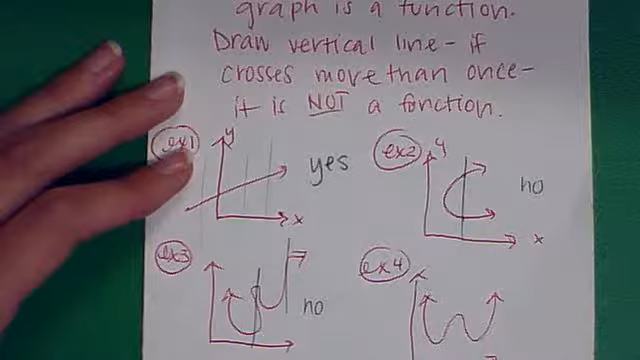 graph is a function.
Draw vertical line - if
crosses more than once -
it is NOT a function.
ex1
y
yes
x
ex2
y
no
x
ex3
no
ex4